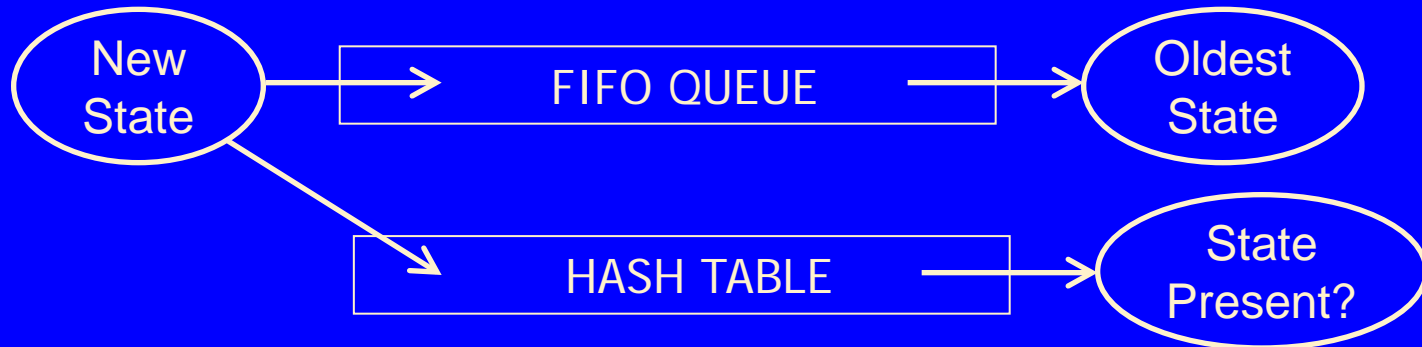 New
State
FIFO QUEUE
Oldest
State
HASH TABLE
State
Present?